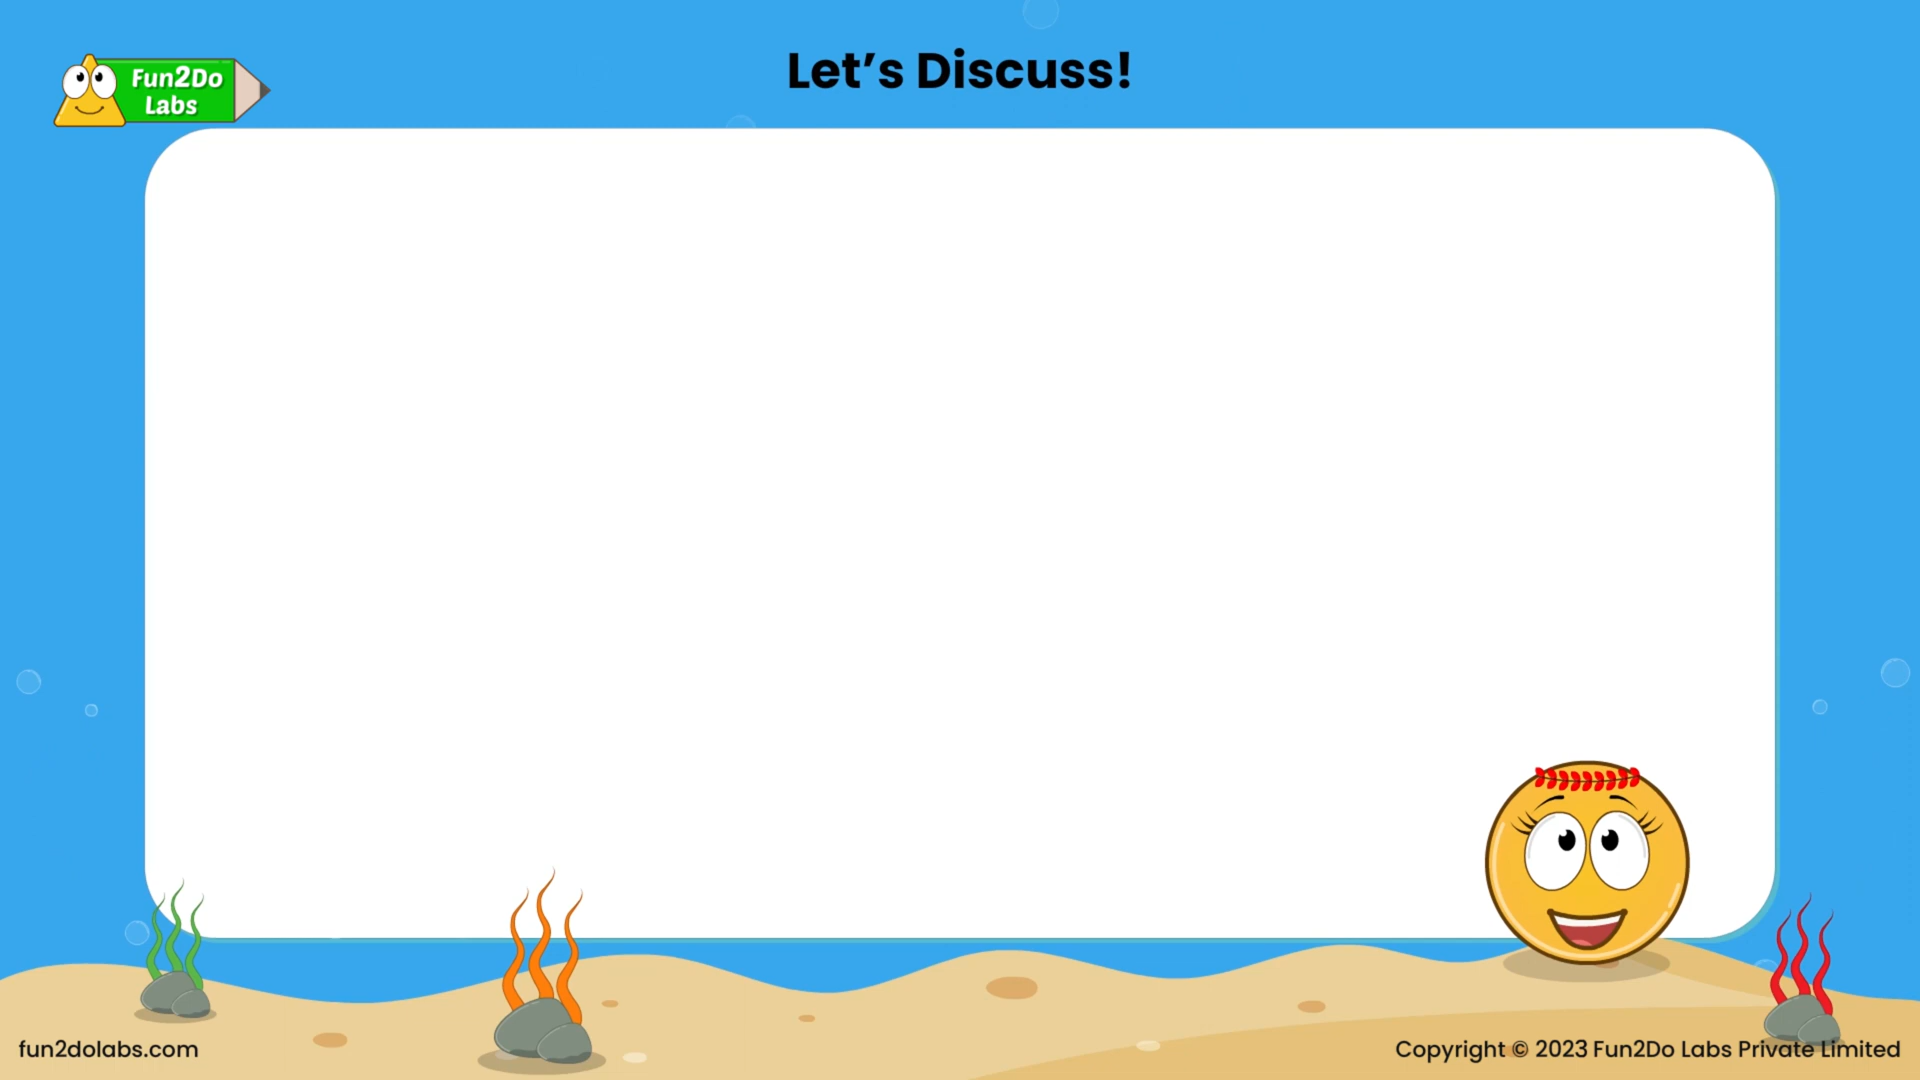 Let’s Discuss!
Fun2Do
Labs
fun2dolabs.com
Copyright © 2023 Fun2Do Labs Private Limited